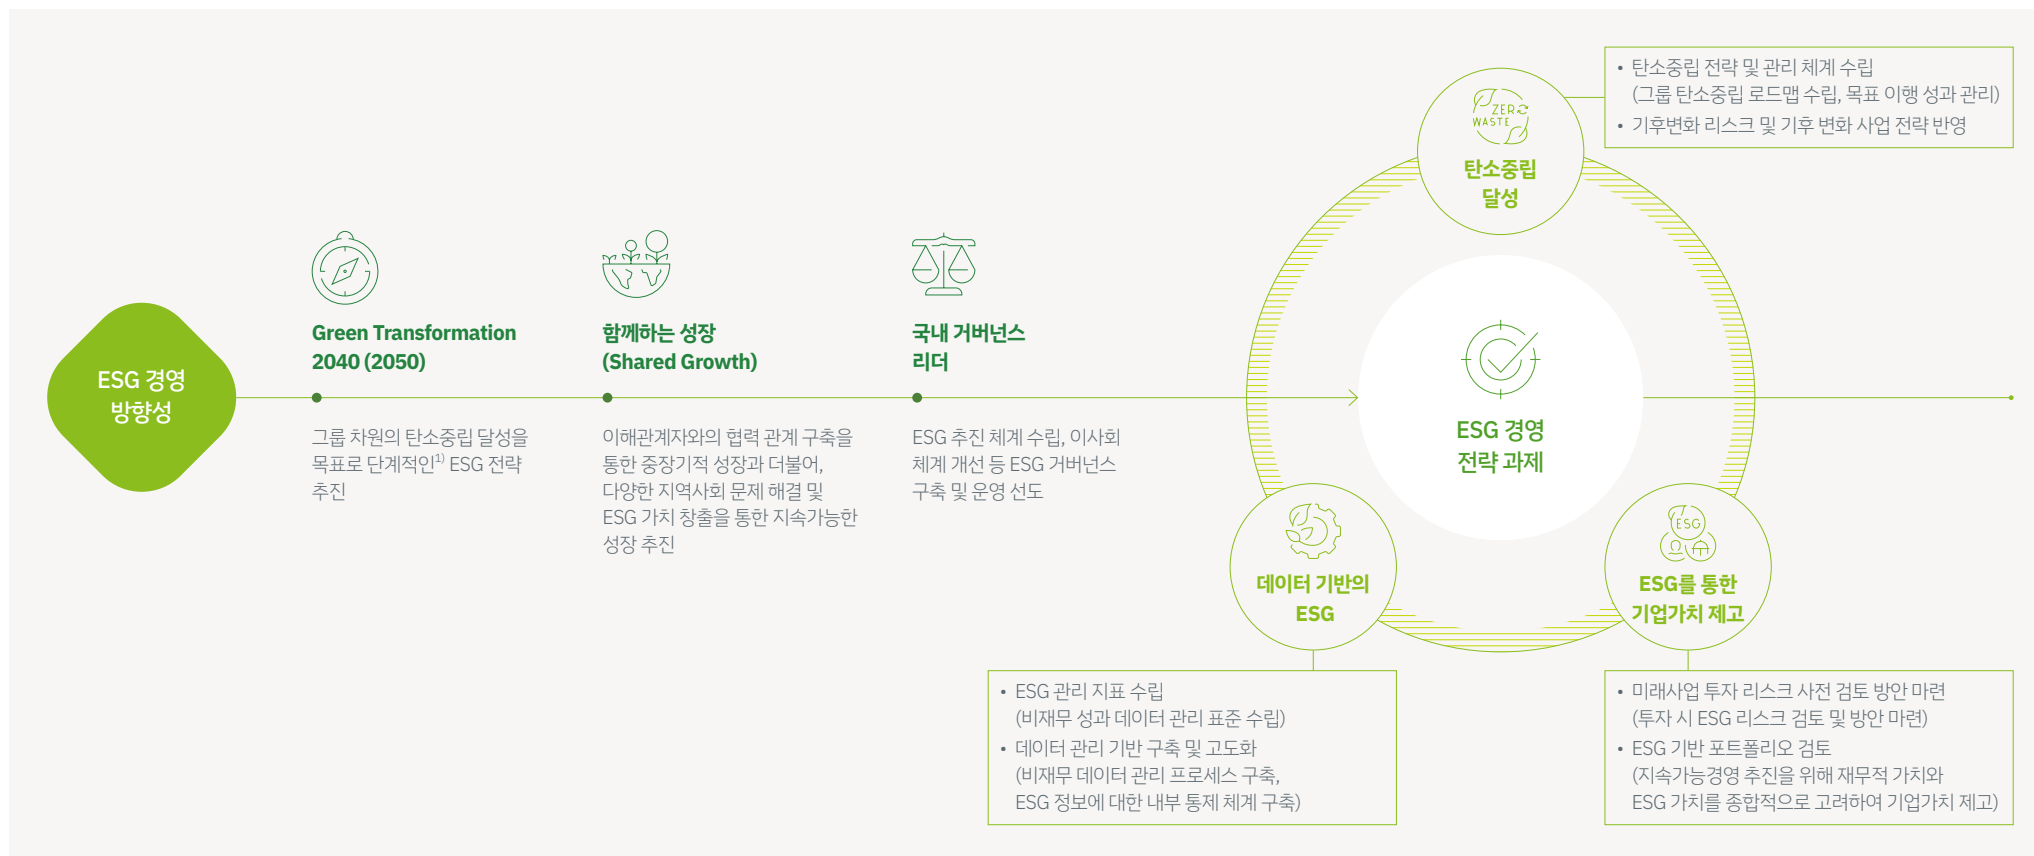 ESG 경영
방향성
Green Transformation
2040 (2050)
그룹 차원의 탄소중립 달성을
목표로 단계적인1) ESG 전략
추진
함께하는 성장
(Shared Growth)
이해관계자와의 협력 관계 구축을
통한 중장기적 성장과 더불어,
다양한 지역사회 문제 해결 및
ESG 가치 창출을 통한 지속가능한
성장 추진
국내 거버넌스
리더
ESG 추진 체계 수립, 이사회
체계 개선 등 ESG 거버넌스
구축 및 운영 선도
ESG 경영
전략 과제
ZERO
WASTE
탄소중립
달성
• 탄소중립 전략 및 관리 체계 수립
(그룹 탄소중립 로드맵 수립, 목표 이행 성과 관리)
• 기후변화 리스크 및 기후 변화 사업 전략 반영
데이터 기반의
ESG
• ESG 관리 지표 수립
(비재무 성과 데이터 관리 표준 수립)
• 데이터 관리 기반 구축 및 고도화
(비재무 데이터 관리 프로세스 구축,
ESG 정보에 대한 내부 통제 체계 구축)
ESG
ESG를 통한
기업가치 제고
• 미래사업 투자 리스크 사전 검토 방안 마련
(투자 시 ESG 리스크 검토 및 방안 마련)
• ESG 기반 포트폴리오 검토
(지속가능경영 추진을 위해 재무적 가치와
ESG 가치를 종합적으로 고려하여 기업가치 제고)